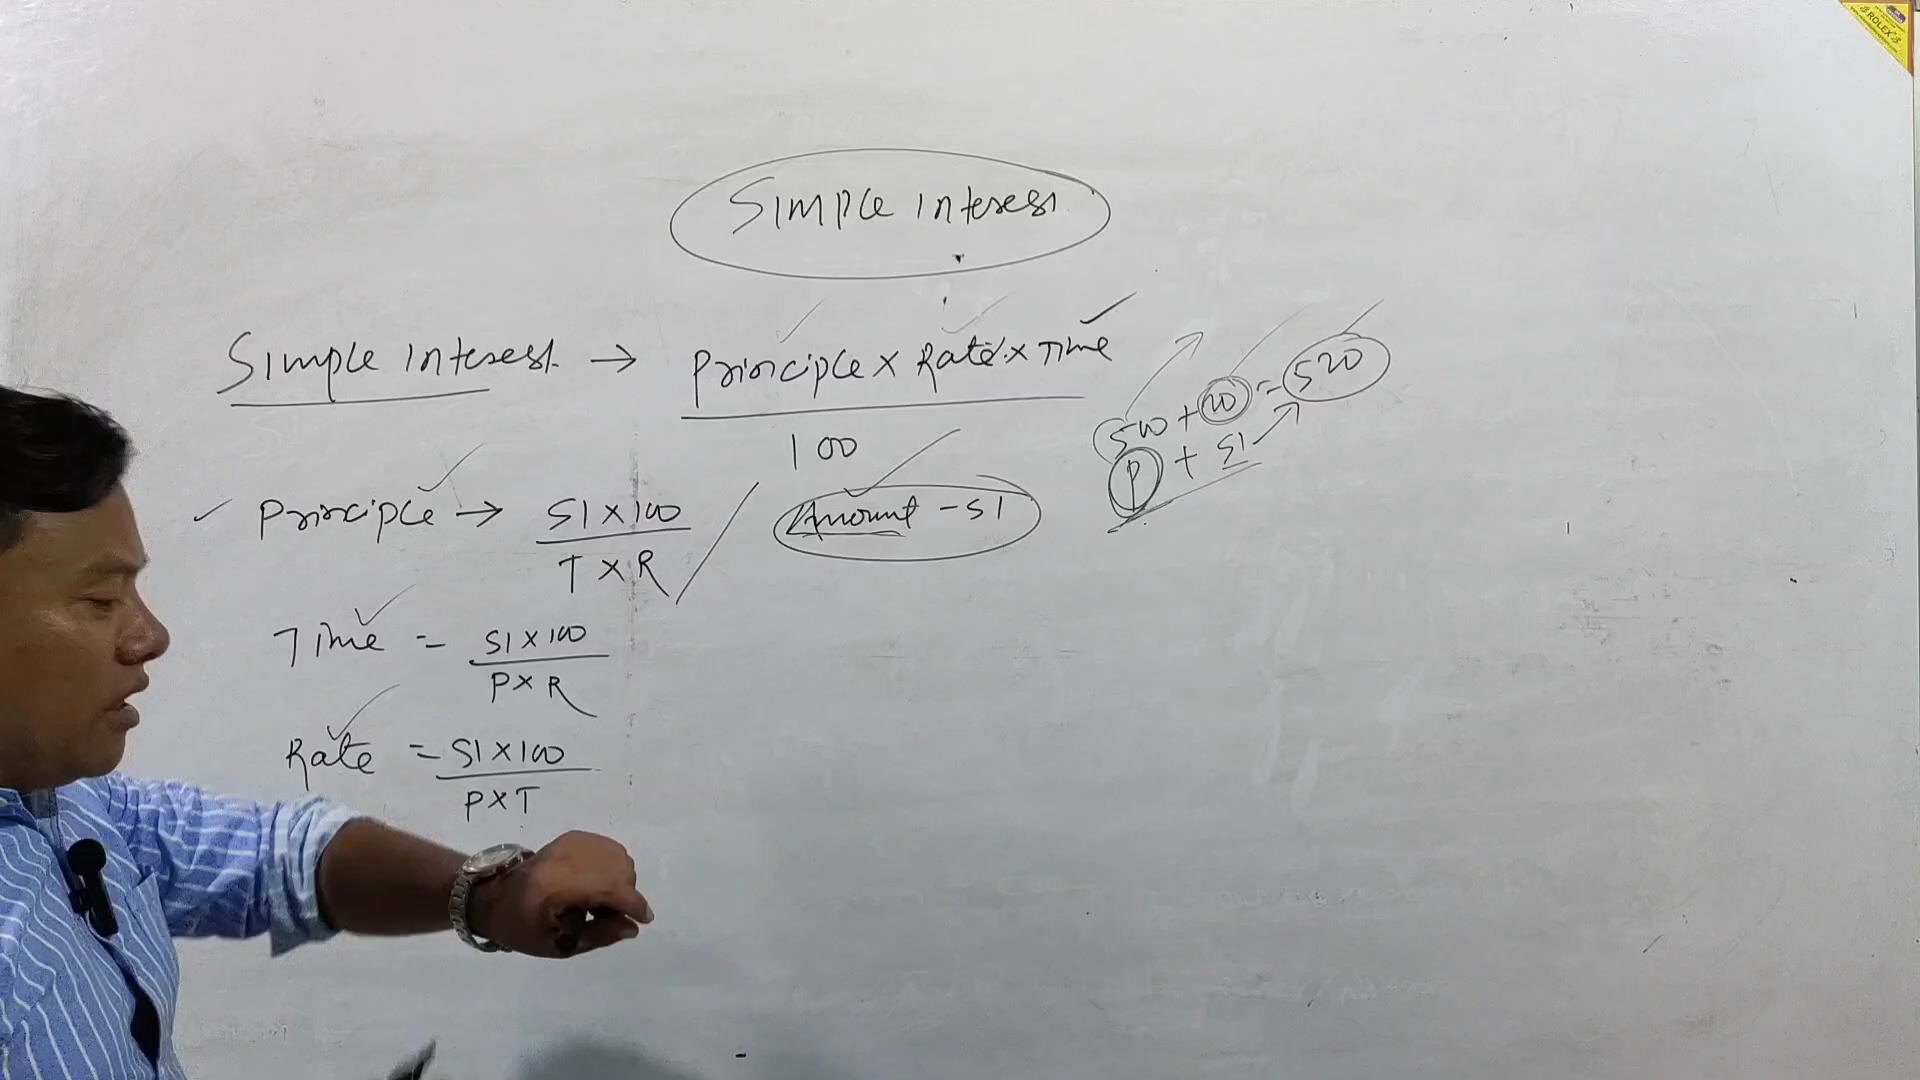 ROLEX
Simple interest
Simple interest. → Principle x Rate x Time
100
500 + 20 = 520
P + SI
Principle → SI x 100 / Amount - SI
T x R
Time = SI x 100
P x R
Rate = SI x 100
P x T